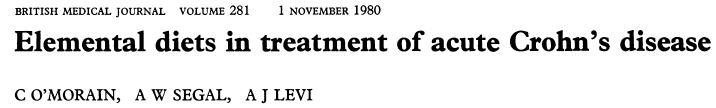 BRITISH MEDICAL JOURNAL VOLUME 281 1 NOVEMBER 1980
Elemental diets in treatment of acute Crohn's disease
C O'MORAIN, A W SEGAL, A J LEVI